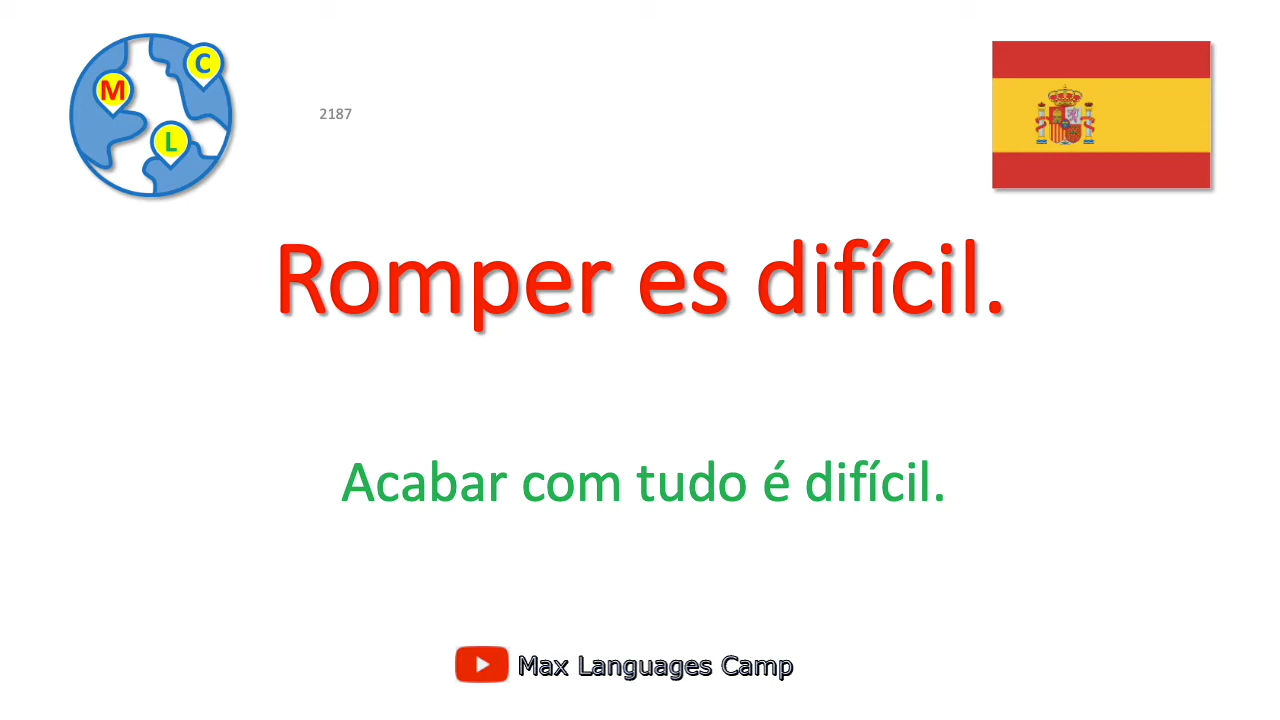 M
C
L
2187
Romper es difícil.
Acabar com tudo é difícil.
Max Languages Camp